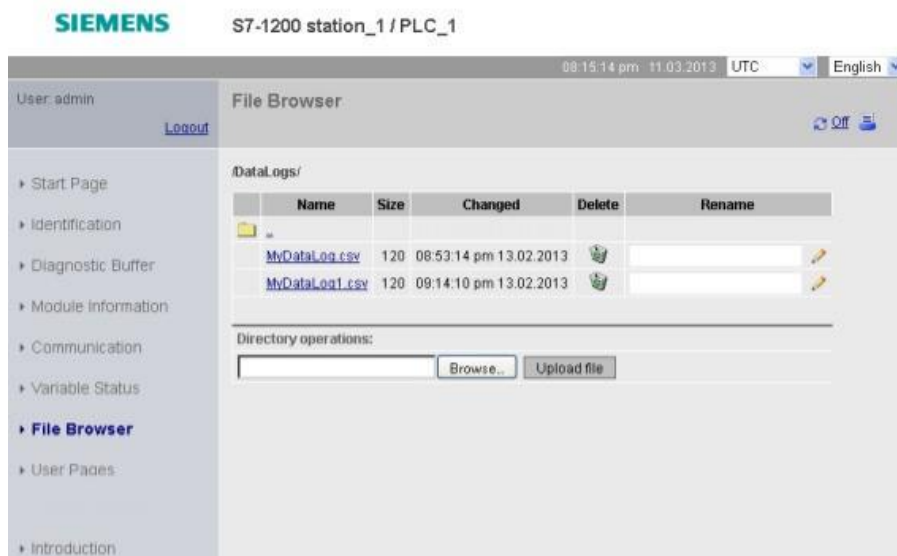 SIEMENS
S7-1200 station_1 / PLC_1
08:15:14 pm 11.03.2013 UTC English
User: admin
Logout
File Browser
Off
Start Page
Identification
Diagnostic Buffer
Module Information
Communication
Variable Status
File Browser
User Pages
Introduction
/DataLogs/
Name Size Changed Delete Rename
..
MyDataLog.csv 120 08:53:14 pm 13.02.2013
MyDataLog1.csv 120 09:14:10 pm 13.02.2013
Directory operations:
Browse... Upload file